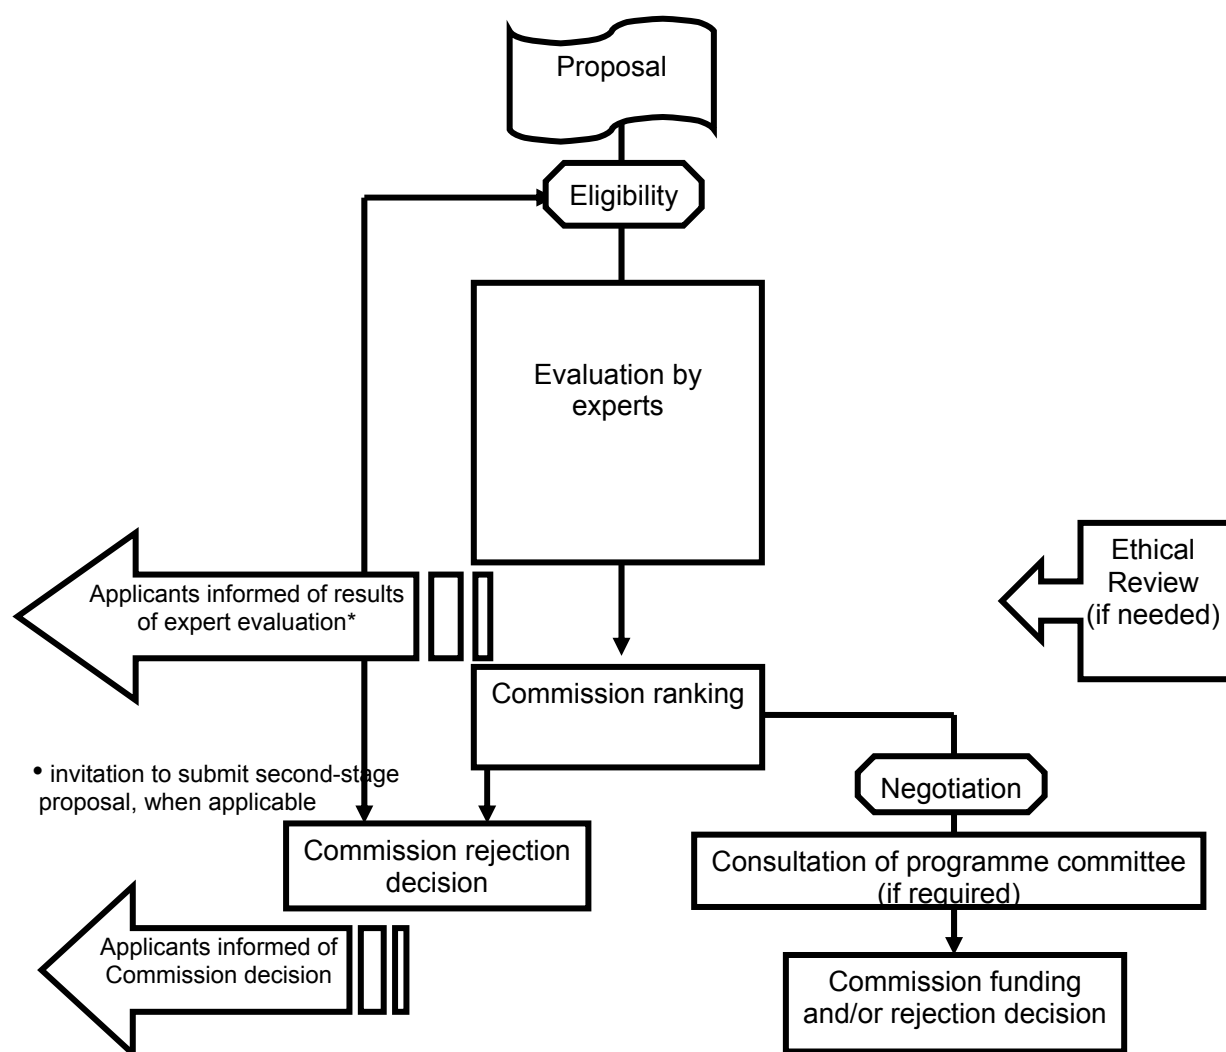 Proposal
Eligibility
Evaluation by
experts
Ethical
Review
(if needed)
Applicants informed of results
of expert evaluation*
Commission ranking
• invitation to submit second-stage
proposal, when applicable
Negotiation
Commission rejection
decision
Consultation of programme committee
(if required)
Applicants informed of
Commission decision
Commission funding
and/or rejection decision